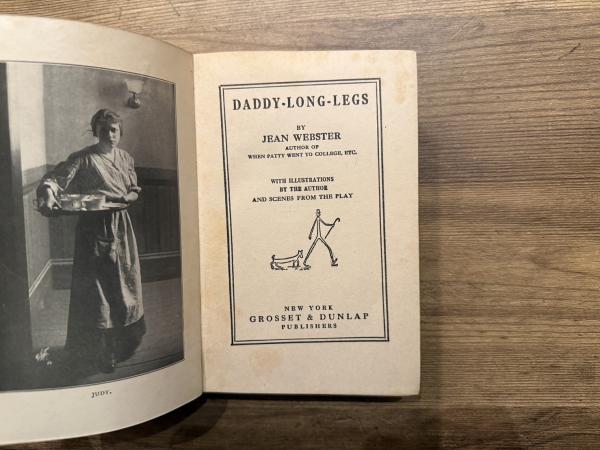 JUDY.
DADDY-LONG-LEGS
BY
JEAN WEBSTER
AUTHOR OF
WHEN PATTY WENT TO COLLEGE, ETC.
WITH ILLUSTRATIONS
BY THE AUTHOR
AND SCENES FROM THE PLAY
NEW YORK
GROSSET & DUNLAP
PUBLISHERS